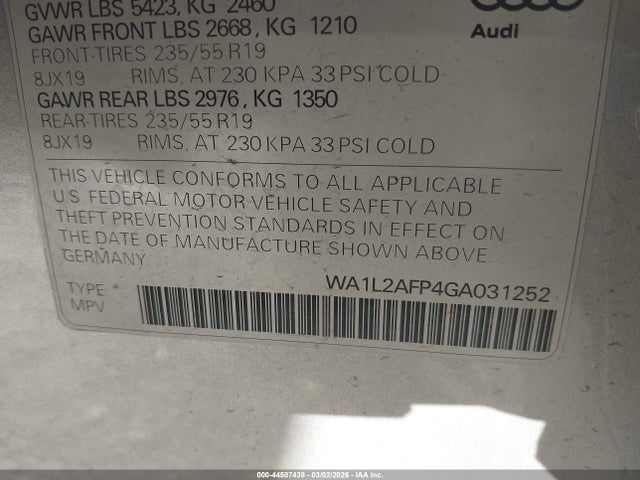 GVWR LBS 5423, KG 2460
GAWR FRONT LBS 2668, KG 1210
FRONT-TIRES 235/55 R19
8JX19 RIMS, AT 230 KPA 33 PSI COLD
GAWR REAR LBS 2976, KG 1350
REAR-TIRES 235/55 R19
8JX19 RIMS, AT 230 KPA 33 PSI COLD
Audi
THIS VEHICLE CONFORMS TO ALL APPLICABLE
U.S. FEDERAL MOTOR VEHICLE SAFETY AND
THEFT PREVENTION STANDARDS IN EFFECT ON
THE DATE OF MANUFACTURE SHOWN ABOVE.
GERMANY
WA1L2AFP4GA031252
TYPE
MPV
000-44507438 - 03/02/2026 - IAA Inc.